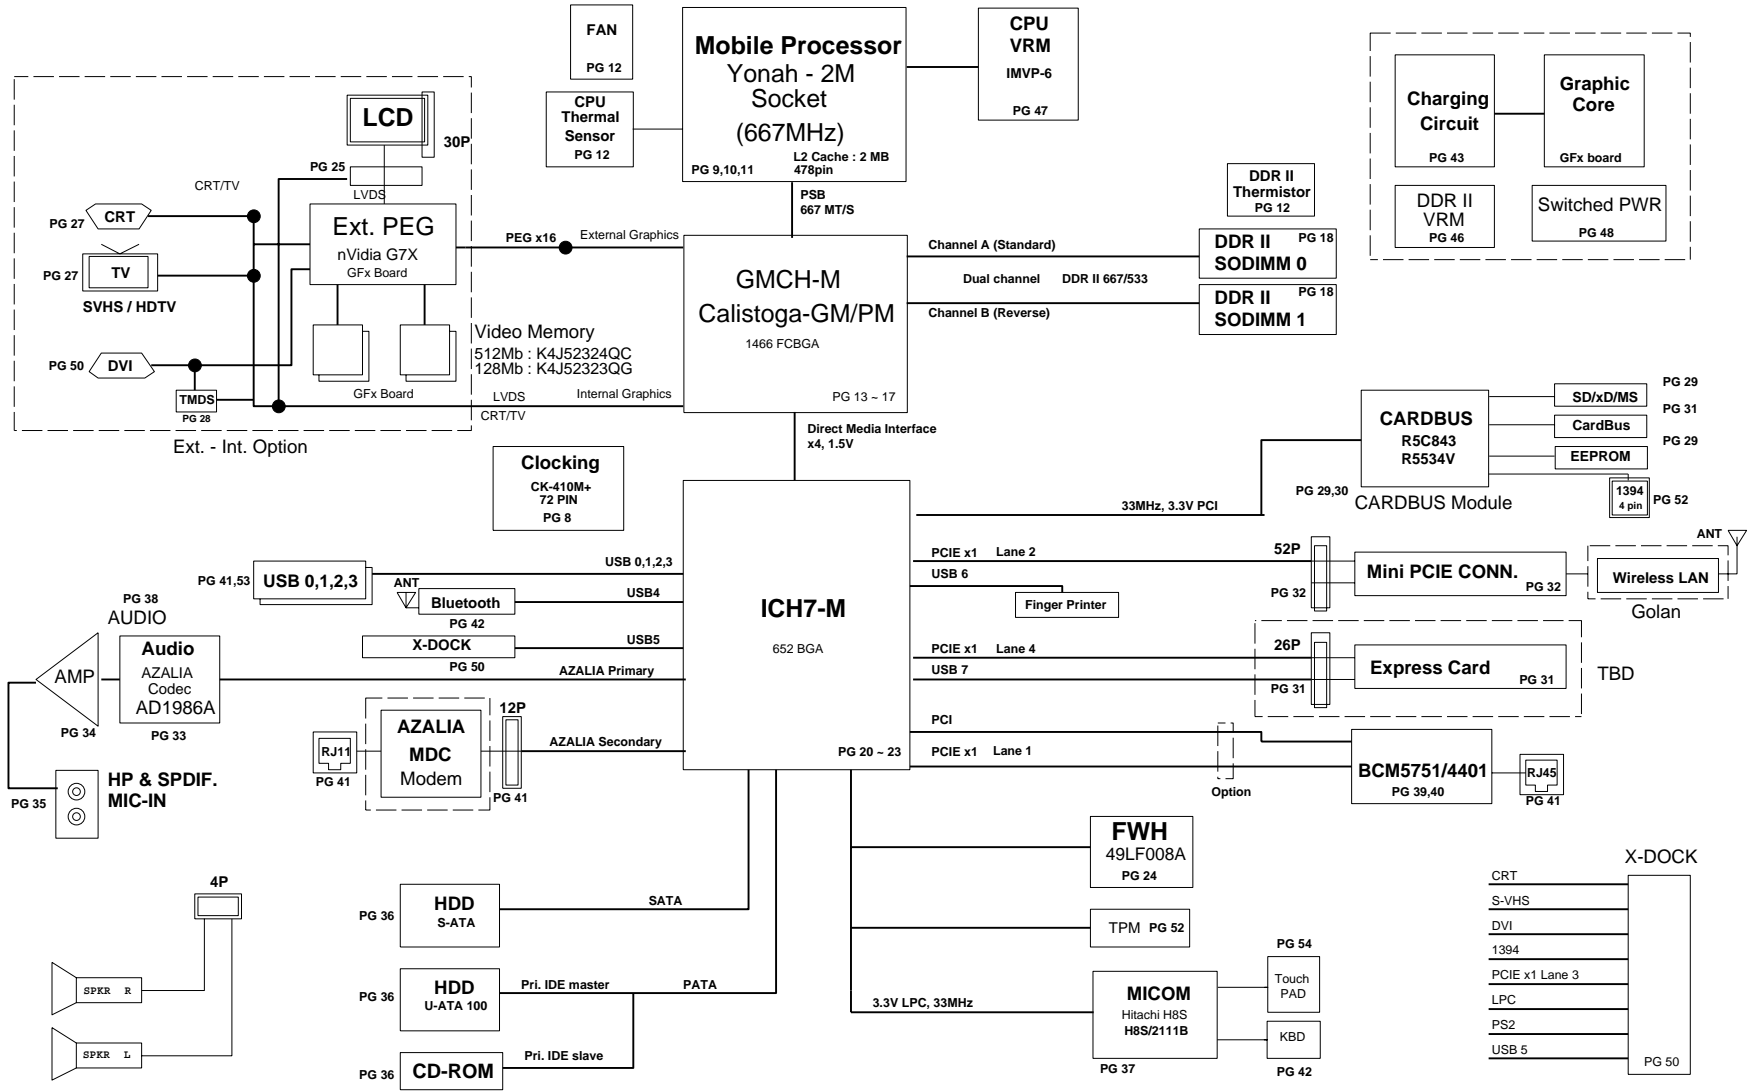 FAN
PG 12
Mobile Processor
Yonah - 2M
Socket
(667MHz)
L2 Cache : 2 MB
478pin
PG 9,10,11
CPU
VRM
IMVP-6
PG 47
CPU
Thermal
Sensor
PG 12
Charging
Circuit
PG 43
Graphic
Core
GFx board
DDR II
VRM
PG 46
Switched PWR
PG 48
LCD
30P
PG 25
LVDS
CRT/TV
PG 27
CRT
PG 27
TV
SVHS / HDTV
Ext. PEG
nVidia G7X
GFx Board
PEG x16
External Graphics
Video Memory
512Mb : K4J52324QC
128Mb : K4J52323QG
GFx Board
PG 50
DVI
TMDS
PG 28
LVDS
CRT/TV
Internal Graphics
Ext. - Int. Option
PSB
667 MT/S
DDR II
Thermistor
PG 12
GMCH-M
Calistoga-GM/PM
1466 FCBGA
PG 13 ~ 17
Channel A (Standard)
Dual channel
DDR II 667/533
Channel B (Reverse)
DDR II
PG 18
SODIMM 0
DDR II
PG 18
SODIMM 1
Direct Media Interface
x4, 1.5V
Clocking
CK-410M+
72 PIN
PG 8
CARDBUS
R5C843
R5534V
PG 29,30
CARDBUS Module
SD/xD/MS
PG 29
PG 31
CardBus
PG 29
EEPROM
1394
4 pin
PG 52
33MHz, 3.3V PCI
ICH7-M
652 BGA
PG 20 ~ 23
PG 41,53
USB 0,1,2,3
USB 0,1,2,3
ANT
Bluetooth
PG 42
USB4
X-DOCK
PG 50
USB5
PG 38
AUDIO
AMP
PG 34
Audio
AZALIA
Codec
AD1986A
PG 33
AZALIA Primary
RJ11
PG 41
AZALIA
MDC
Modem
12P
PG 41
AZALIA Secondary
PG 35
HP & SPDIF.
MIC-IN
PCIE x1
Lane 2
USB 6
52P
PG 32
Finger Printer
Mini PCIE CONN.
PG 32
ANT
Wireless LAN
Golan
PCIE x1
Lane 4
USB 7
26P
PG 31
Express Card
PG 31
TBD
PCI
PCIE x1
Lane 1
Option
BCM5751/4401
PG 39,40
RJ45
PG 41
FWH
49LF008A
PG 24
TPM
PG 52
3.3V LPC, 33MHz
MICOM
Hitachi H8S
H8S/2111B
PG 37
PG 54
Touch
PAD
KBD
PG 42
4P
SPKR R
SPKR L
PG 36
HDD
S-ATA
SATA
PG 36
HDD
U-ATA 100
Pri. IDE master
PATA
PG 36
CD-ROM
Pri. IDE slave
X-DOCK
CRT
S-VHS
DVI
1394
PCIE x1 Lane 3
LPC
PS2
USB 5
PG 50